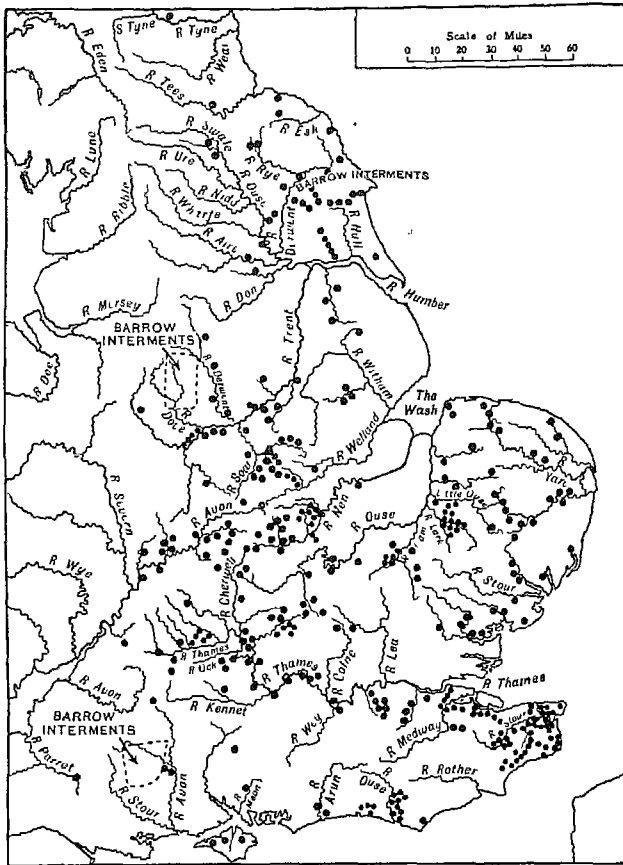 Scale of Miles
0 10 20 30 40 50 60
S Tyne
R Tyne
R Eden
R Wear
R Tees
R Swale
R Esk
R Ure
R Rye
R Lune
R Ouse
R Nidd
BARROW INTERMENTS
R Ribble
R Wharfe
Derwent
R Hull
R Aire
R Humber
R Don
R Mersey
R Trent
BARROW
INTERMENTS
R Dee
R Derwent
R Witham
The
Wash
R
Dove
R Welland
R Soar
Yare
Little Ouse
R Severn
R Avon
R Nen
R Ouse
R Lark
Cam
R Wye
R Cherwell
R Stour
R Thames
R Ock
R Thames
R Colne
R Lea
R Thames
R Avon
R Kennet
R Wey
R Medway
R Stour
BARROW
INTERMENTS
R Parret
R Rother
R Stour
R Avon
R Meon
R
Arun
Ouse
R